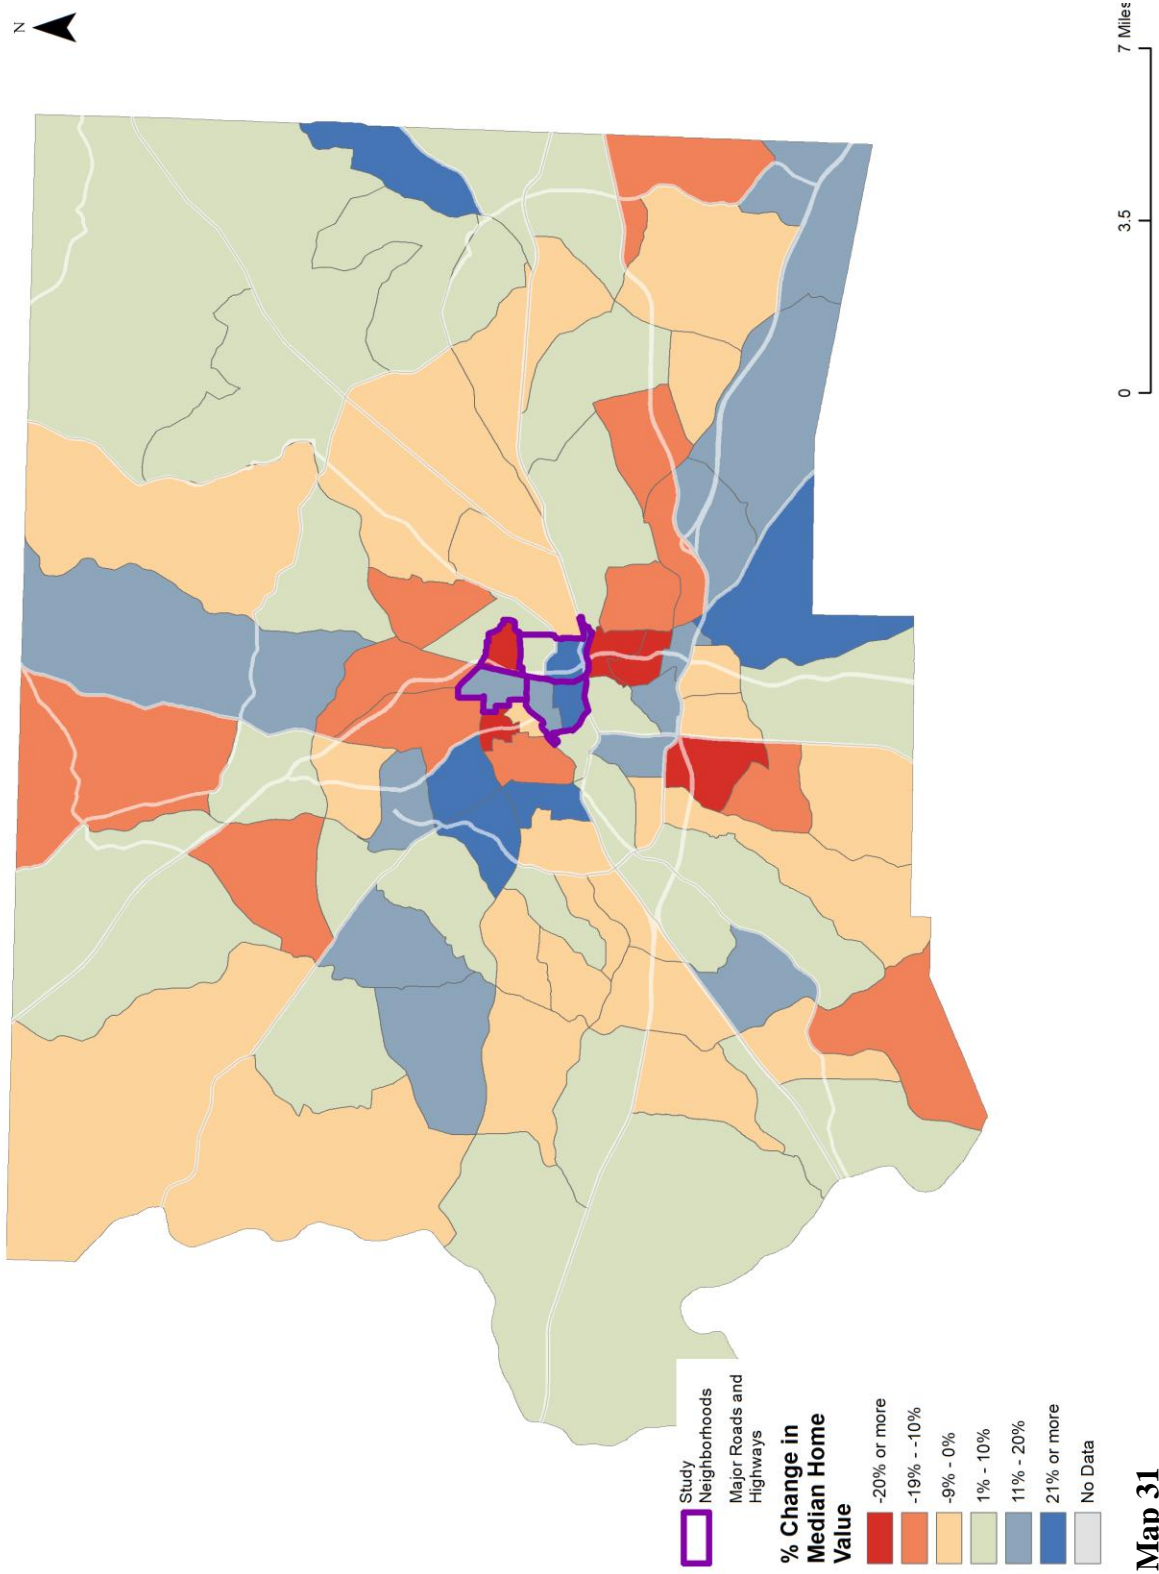 N
Study
Neighborhoods
Major Roads and
Highways
% Change in
Median Home
Value
-20% or more
-19% - -10%
-9% - 0%
1% - 10%
11% - 20%
21% or more
No Data
0 3.5 7 Miles
Map 31